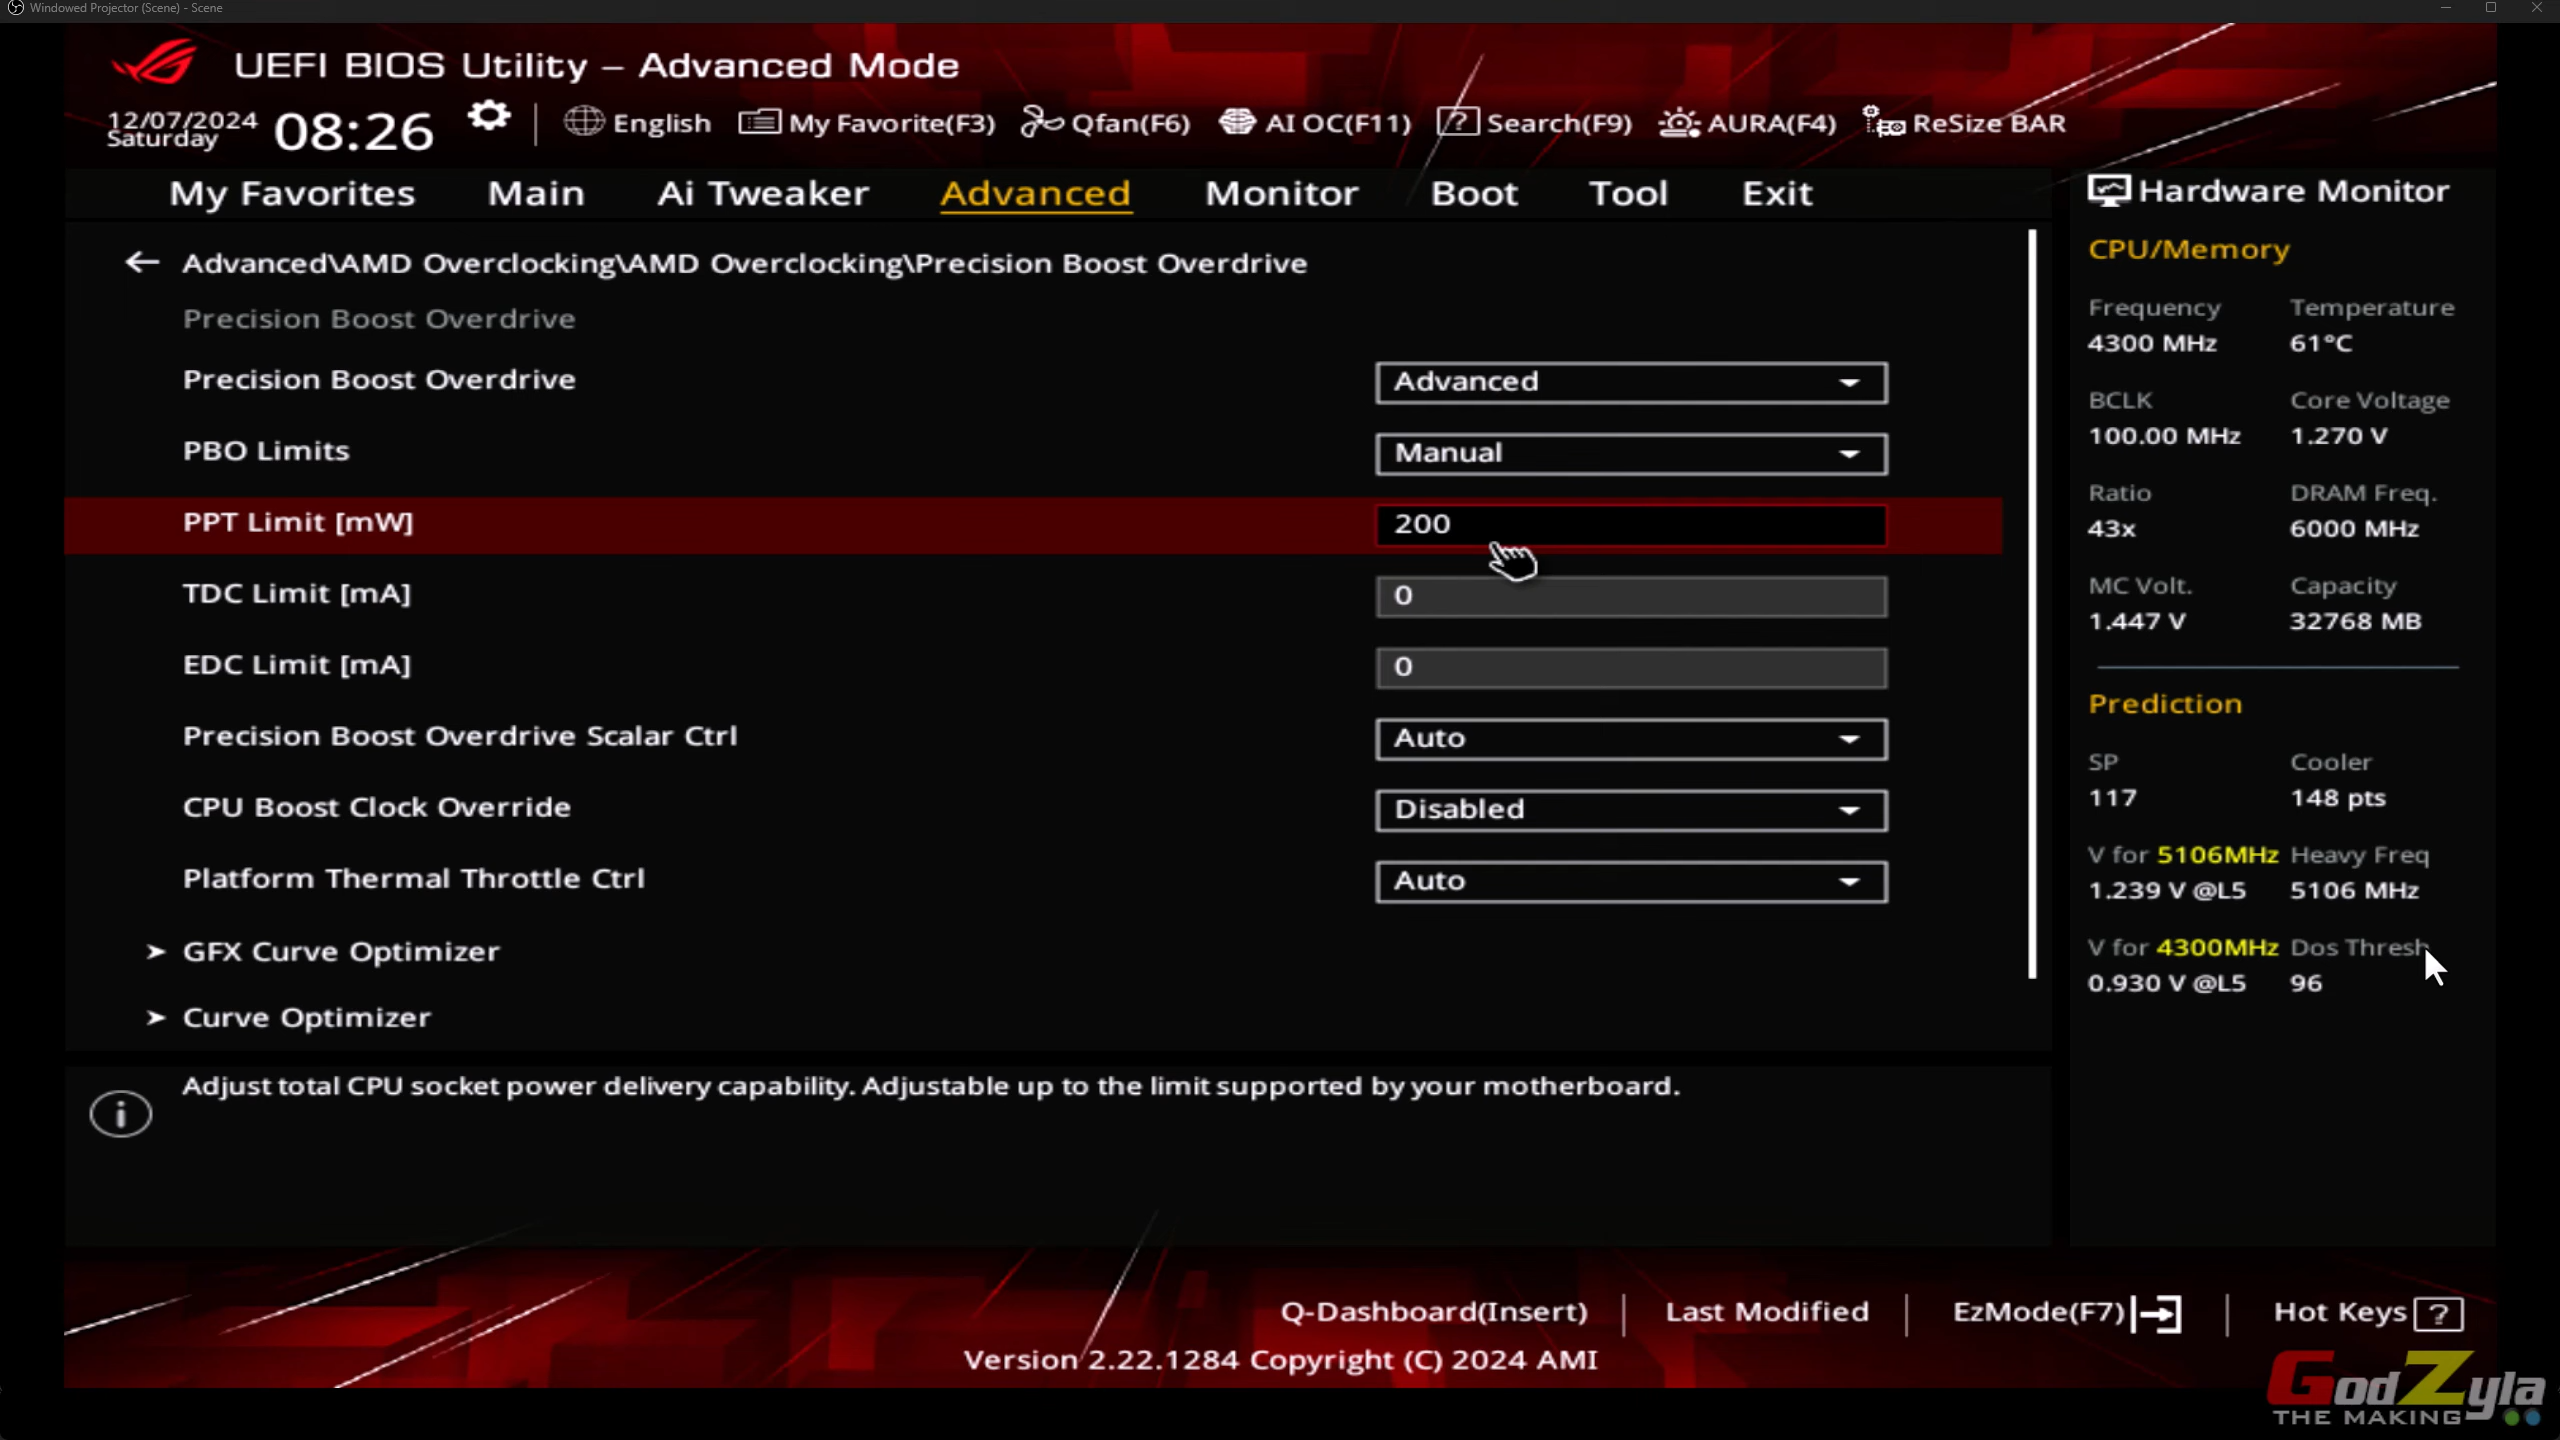 Windowed Projector (Scene) - Scene
UEFI BIOS Utility – Advanced Mode
12/07/2024
Saturday
08:26
English
My Favorite(F3)
Qfan(F6)
AI OC(F11)
? Search(F9)
AURA(F4)
ReSize BAR
My Favorites Main Ai Tweaker Advanced Monitor Boot Tool Exit
Advanced\AMD Overclocking\AMD Overclocking\Precision Boost Overdrive
Precision Boost Overdrive
Precision Boost Overdrive Advanced
PBO Limits Manual
PPT Limit [mW] 200
TDC Limit [mA] 0
EDC Limit [mA] 0
Precision Boost Overdrive Scalar Ctrl Auto
CPU Boost Clock Override Disabled
Platform Thermal Throttle Ctrl Auto
GFX Curve Optimizer
Curve Optimizer
i Adjust total CPU socket power delivery capability. Adjustable up to the limit supported by your motherboard.
Hardware Monitor
CPU/Memory
Frequency Temperature
4300 MHz 61°C
BCLK Core Voltage
100.00 MHz 1.270 V
Ratio DRAM Freq.
43x 6000 MHz
MC Volt. Capacity
1.447 V 32768 MB
Prediction
SP Cooler
117 148 pts
V for 5106MHz Heavy Freq
1.239 V @L5 5106 MHz
V for 4300MHz Dos Thresh
0.930 V @L5 96
Q-Dashboard(Insert) Last Modified EzMode(F7) Hot Keys ?
Version 2.22.1284 Copyright (C) 2024 AMI
GodZyla
THE MAKING